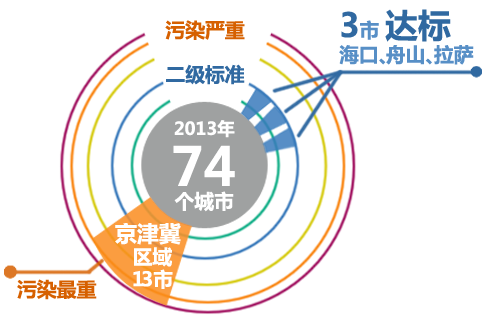 污染严重
3市 达标
海口、舟山、拉萨
二级标准
2013年
74
个城市
京津冀
区域
13市
污染最重